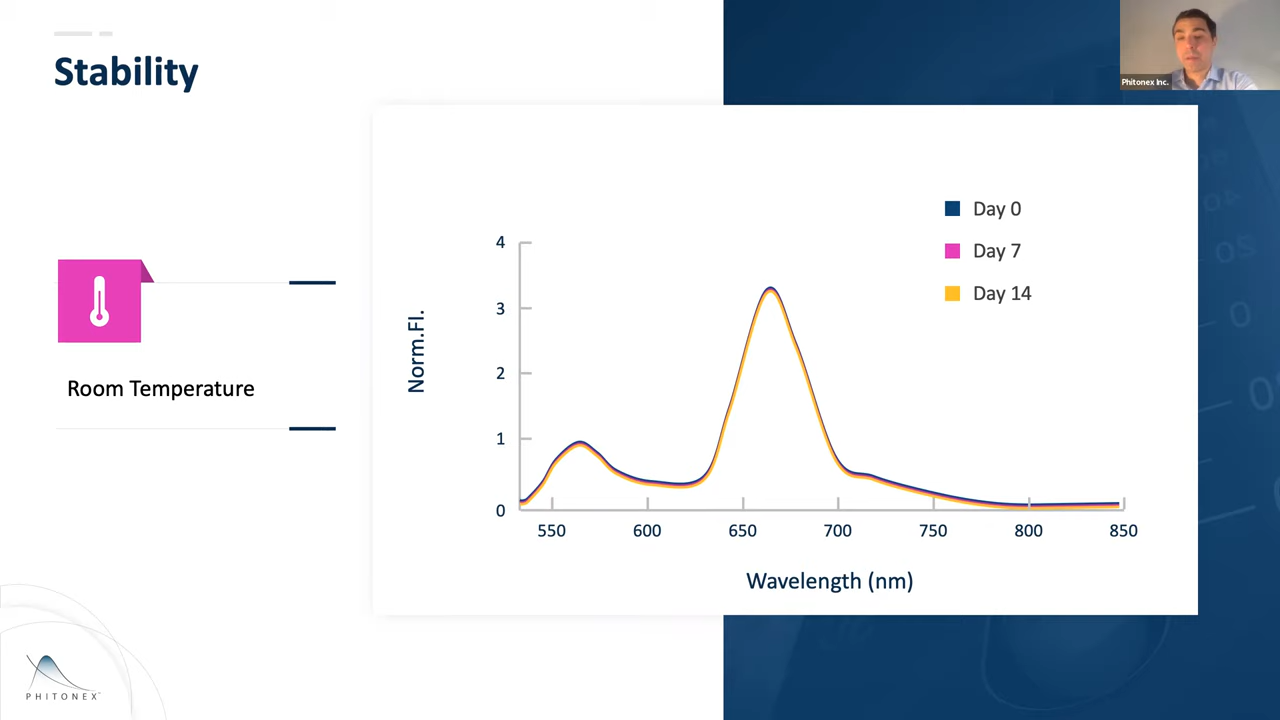 Stability
Phitonex Inc.
Room Temperature
Day 0
Day 7
Day 14
Norm.Fl.
4
3
2
1
0
550 600 650 700 750 800 850
Wavelength (nm)
PHITONEX